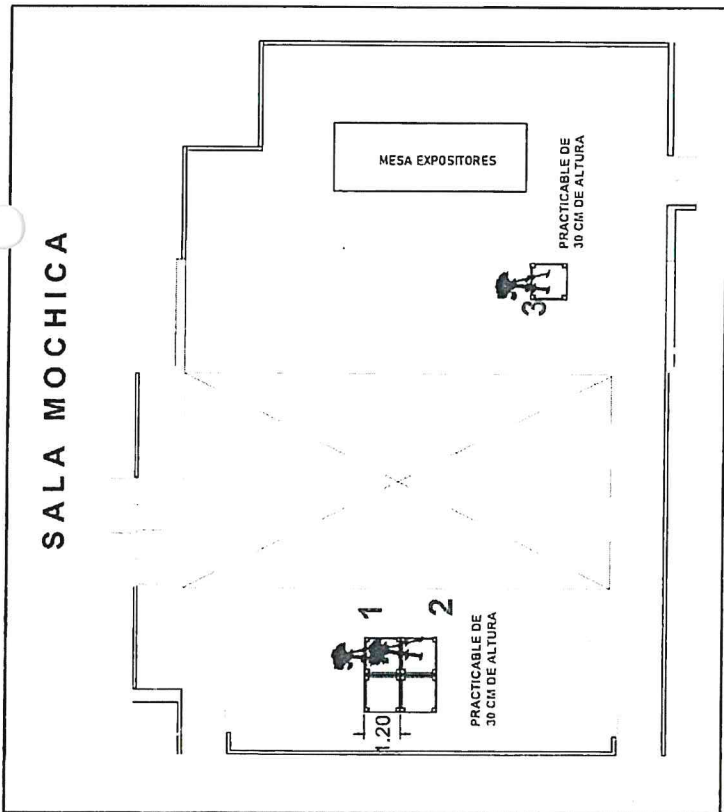 SALA MOCHICA
MESA EXPOSITORES
PRACTICABLE DE
30 CM DE ALTURA
3
1
2
1.20
PRACTICABLE DE
30 CM DE ALTURA